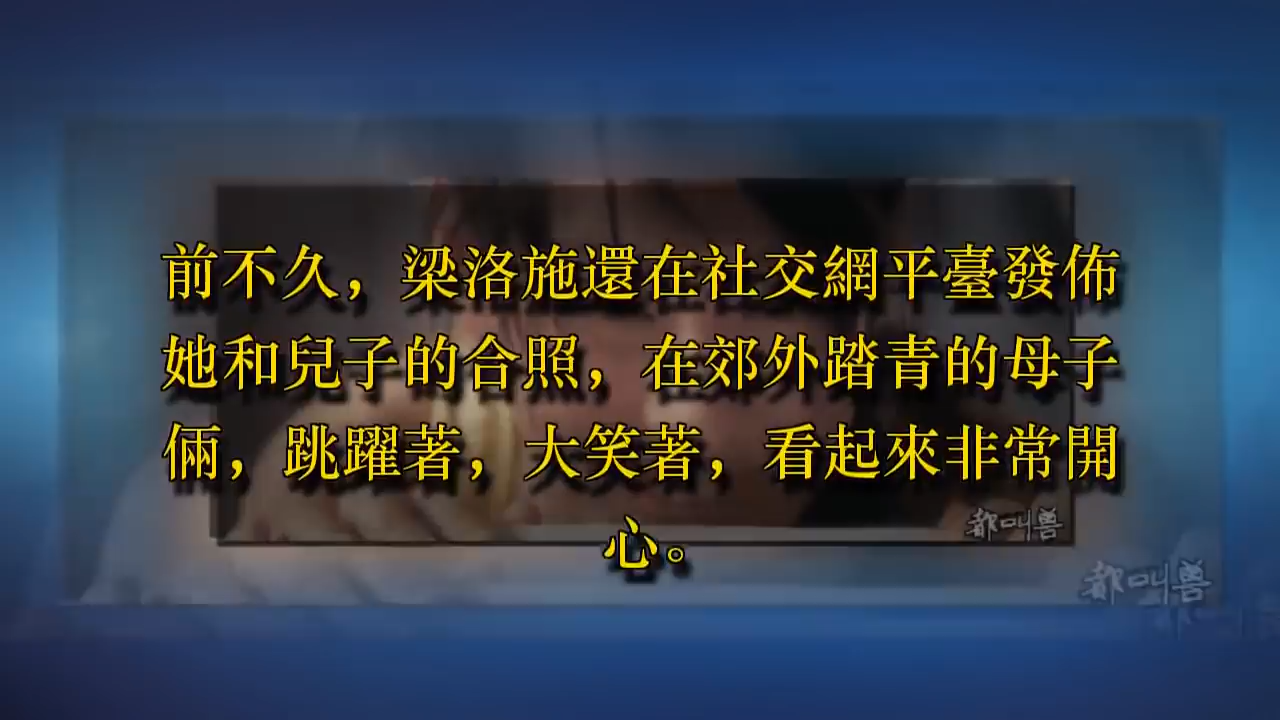 前不久，梁洛施還在社交網平臺發佈
她和兒子的合照，在郊外踏青的母子
倆，跳躍著，大笑著，看起來非常開
心。
都叫兽
都叫兽